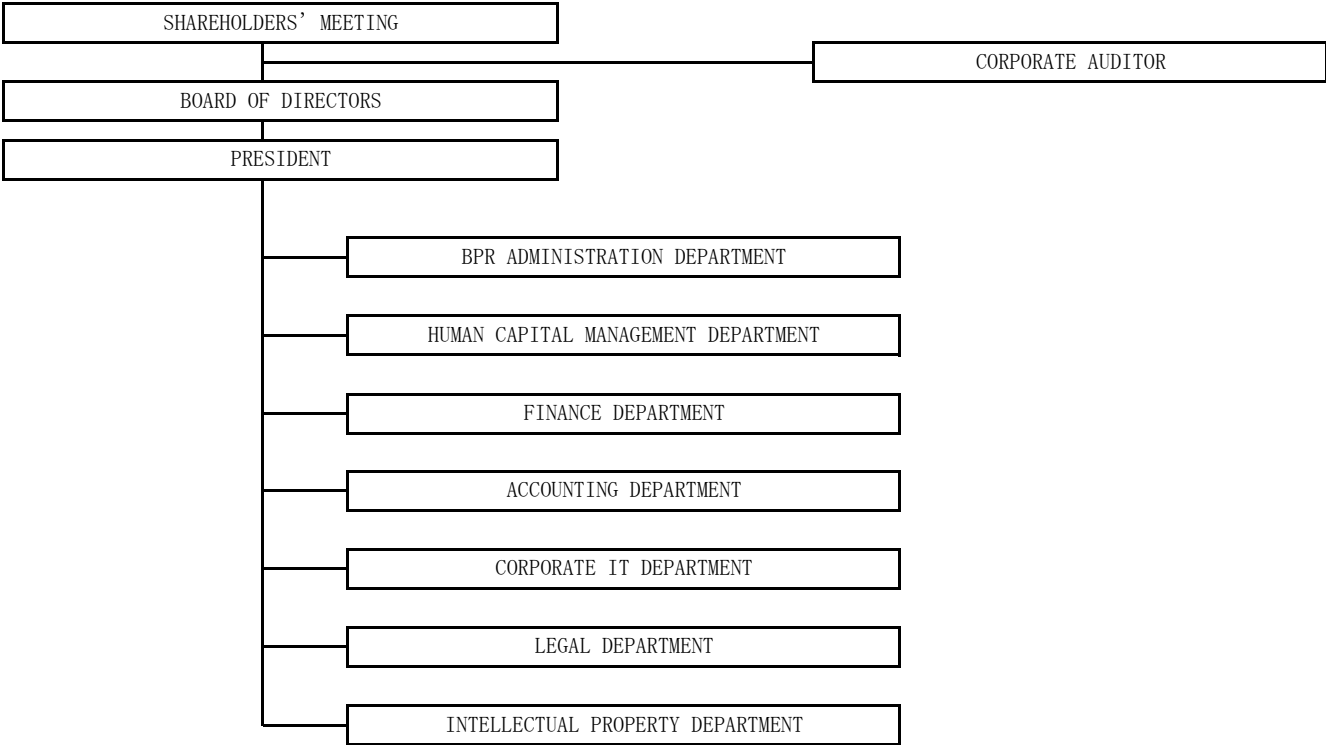 SHAREHOLDERS’ MEETING
CORPORATE AUDITOR
BOARD OF DIRECTORS
PRESIDENT
BPR ADMINISTRATION DEPARTMENT
HUMAN CAPITAL MANAGEMENT DEPARTMENT
FINANCE DEPARTMENT
ACCOUNTING DEPARTMENT
CORPORATE IT DEPARTMENT
LEGAL DEPARTMENT
INTELLECTUAL PROPERTY DEPARTMENT